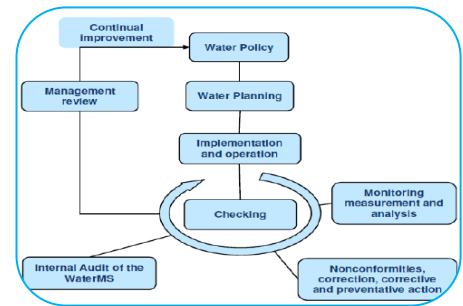 Continual
improvement
Water Policy
Management
review
Water Planning
Implementation
and operation
Checking
Monitoring
measurement and
analysis
Internal Audit of the
WaterMS
Nonconformities,
correction, corrective
and preventative action